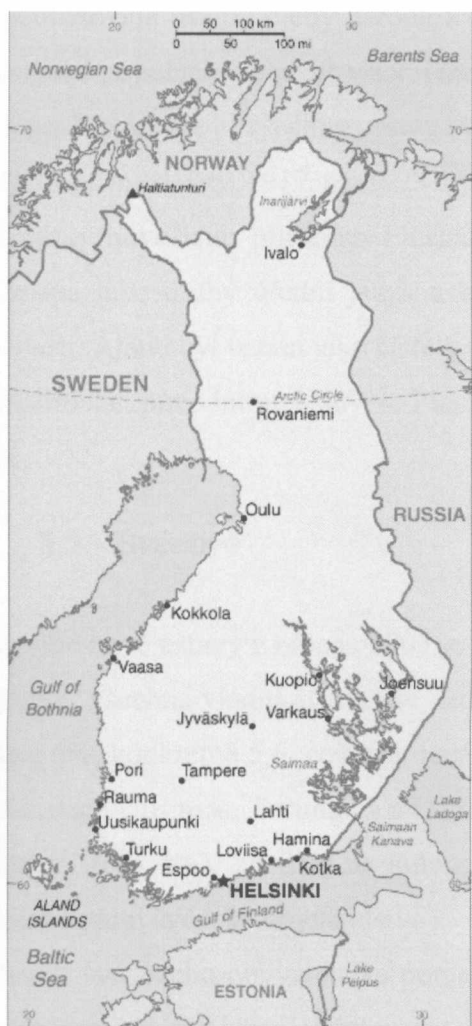 20
0 50 100 km
0 50 100 mi
Norwegian Sea
Barents Sea
70
70
NORWAY
Haltiatunturi
Inarijärvi
Ivalo
SWEDEN
Arctic Circle
Rovaniemi
Oulu
RUSSIA
Kokkola
Vaasa
Gulf of
Bothnia
Kuopio
Joensuu
Varkaus
Jyväskylä
Saimaa
Pori
Tampere
Rauma
Lake
Ladoga
Uusikaupunki
Lahti
Saimaan
Kanava
Turku
Loviisa
Hamina
Kotka
Espoo
HELSINKI
60
ALAND
ISLANDS
Gulf of Finland
Baltic
Sea
Lake
Peipus
ESTONIA
20
30